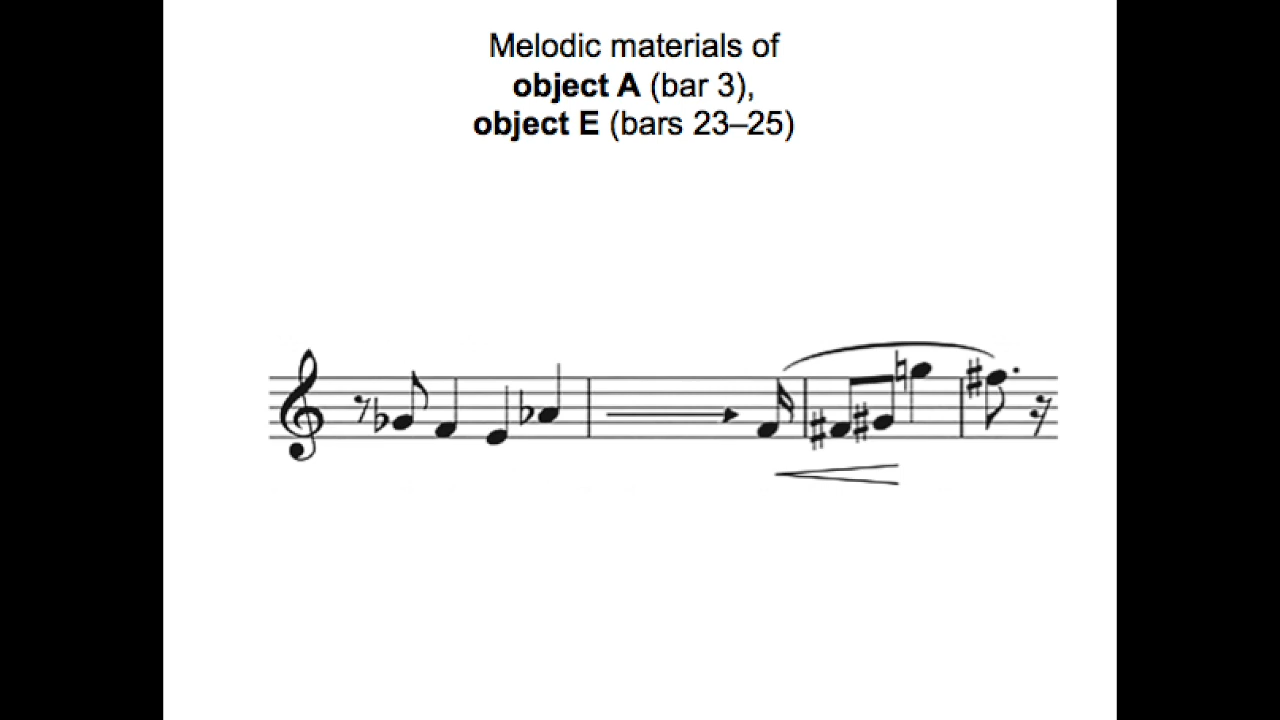 Melodic materials of
object A (bar 3),
object E (bars 23–25)